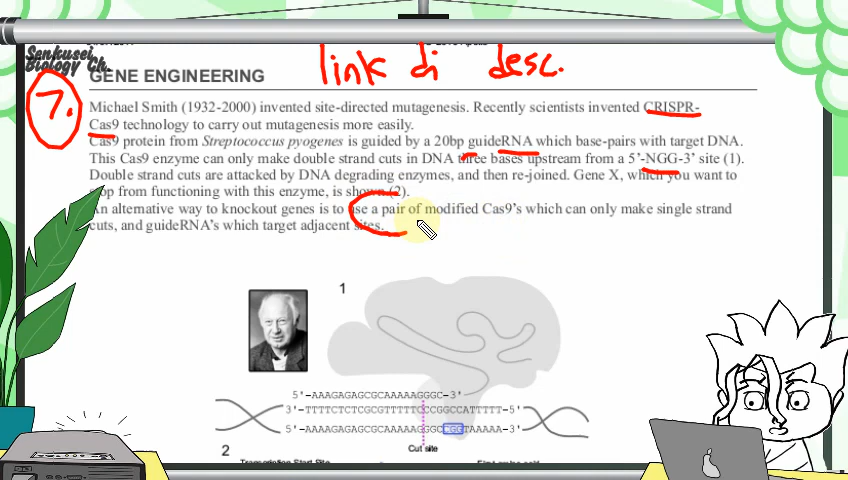 Senkusei
Biology Ch.
GENE ENGINEERING
link di desc.
7.
Michael Smith (1932-2000) invented site-directed mutagenesis. Recently scientists invented CRISPR-
Cas9 technology to carry out mutagenesis more easily.
Cas9 protein from Streptococcus pyogenes is guided by a 20bp guideRNA which base-pairs with target DNA.
This Cas9 enzyme can only make double strand cuts in DNA three bases upstream from a 5'-NGG-3' site (1).
Double strand cuts are attacked by DNA degrading enzymes, and then re-joined. Gene X, which you want to
stop from functioning with this enzyme, is shown (2).
An alternative way to knockout genes is to use a pair of modified Cas9's which can only make single strand
cuts, and guideRNA's which target adjacent sites.
1
5'-AAAGAGAGCGCAAAAAGGGC-3'
3'-TTTTCTCTCGCGTTTTTCCCGGCCATTTTT-5'
5'-AAAAGAGAGCGCAAAAAGGGCCGGTAAAAA-3'
Cut site
2